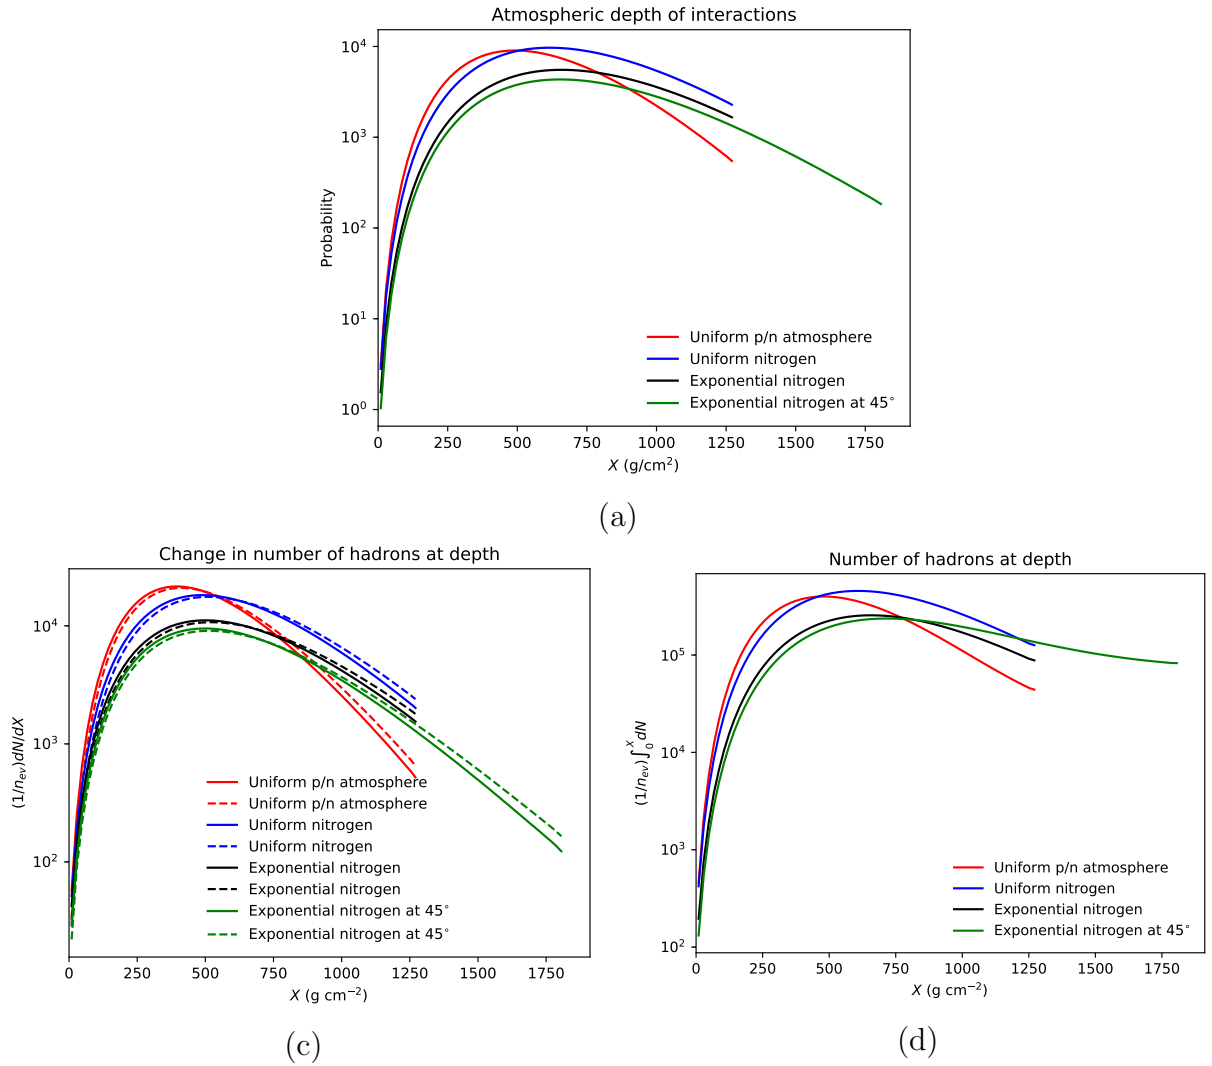 Atmospheric depth of interactions
Probability
10^4
10^3
10^2
10^1
10^0
0 250 500 750 1000 1250 1500 1750
X (g/cm^2)
Uniform p/n atmosphere
Uniform nitrogen
Exponential nitrogen
Exponential nitrogen at 45°
(a)
Change in number of hadrons at depth
(1/n_{ev})dN/dX
10^4
10^3
10^2
0 250 500 750 1000 1250 1500 1750
X (g cm^{−2})
Uniform p/n atmosphere
Uniform p/n atmosphere
Uniform nitrogen
Uniform nitrogen
Exponential nitrogen
Exponential nitrogen
Exponential nitrogen at 45°
Exponential nitrogen at 45°
(c)
Number of hadrons at depth
(1/n_{ev})∫_0^X dN
10^5
10^4
10^3
10^2
0 250 500 750 1000 1250 1500 1750
X (g cm^{−2})
Uniform p/n atmosphere
Uniform nitrogen
Exponential nitrogen
Exponential nitrogen at 45°
(d)